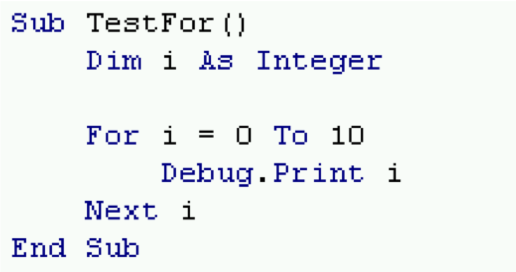 Sub TestFor()
    Dim i As Integer

    For i = 0 To 10
        Debug.Print i
    Next i
End Sub